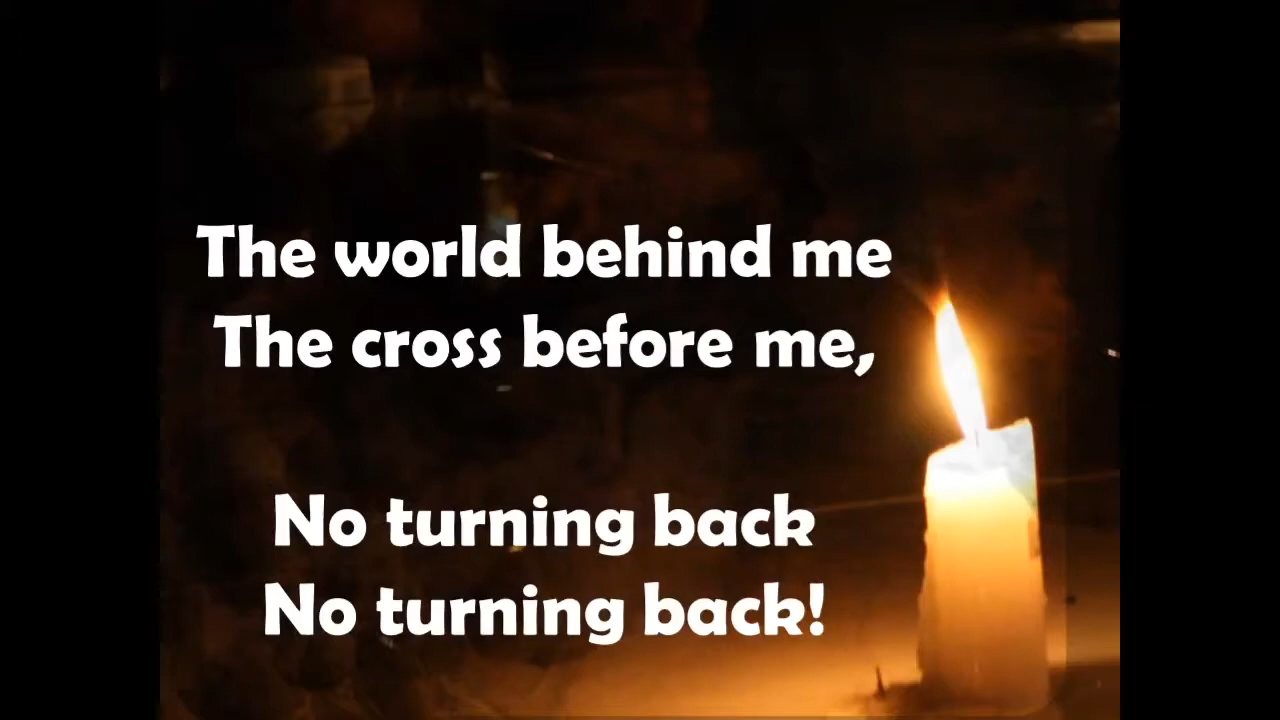 The world behind me
The cross before me,
No turning back
No turning back!